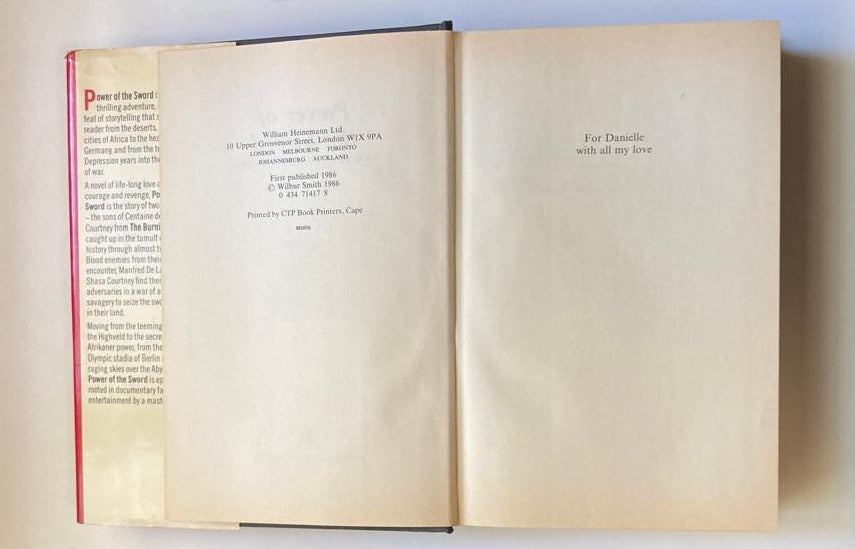 Power of the Sword is
thrilling adventure,
feat of storytelling that
reader from the deserts,
cities of Africa to the
Germany, and from the
Depression years into
of war.
A novel of life-long love
courage and revenge,
Sword is the story of two
– the sons of Centaine
Courtney from The
caught up in the tumult
history through almost
Blood enemies from
encounter, Manfred De
Shasa Courtney find
adversaries in a war of a
savagery to seize the
in their land.
Moving from the teeming
the Highveld to the
Afrikaner power, from the
Olympic stadia of Berlin
raging skies over the
Power of the Sword is
rooted in documentary
entertainment by a
William Heinemann Ltd
10 Upper Grosvenor Street, London W1X 9PA
LONDON MELBOURNE TORONTO
JOHANNESBURG AUCKLAND
First published 1986
© Wilbur Smith 1986
0 434 71417 8
Printed by CTP Book Printers, Cape
For Danielle
with all my love